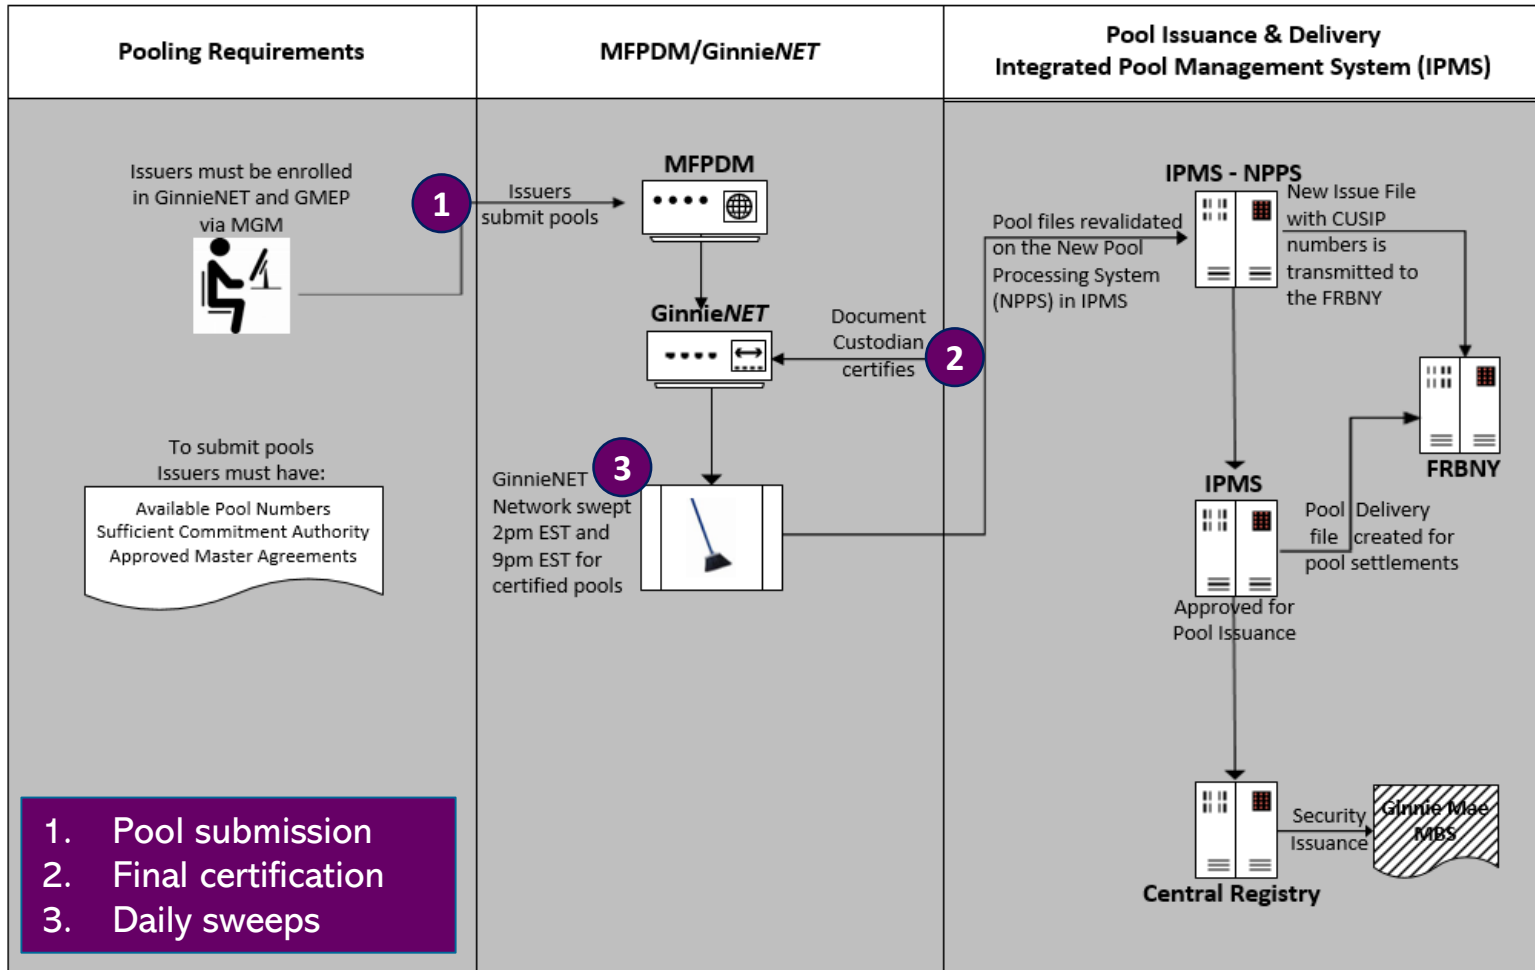 Pooling Requirements
MFPDM/GinnieNET
Pool Issuance & Delivery
Integrated Pool Management System (IPMS)
Issuers must be enrolled
in GinnieNET and GMEP
via MGM
To submit pools
Issuers must have:
Available Pool Numbers
Sufficient Commitment Authority
Approved Master Agreements
1. Pool submission
2. Final certification
3. Daily sweeps
1
Issuers
submit pools
MFPDM
GinnieNET
Document
Custodian
certifies
2
3
GinnieNET
Network swept
2pm EST and
9pm EST for
certified pools
Pool files revalidated
on the New Pool
Processing System
(NPPS) in IPMS
IPMS - NPPS
New Issue File
with CUSIP
numbers is
transmitted to
the FRBNY
FRBNY
IPMS
Pool Delivery
file created for
pool settlements
Approved for
Pool Issuance
Central Registry
Security
Issuance
Ginnie Mae
MBS